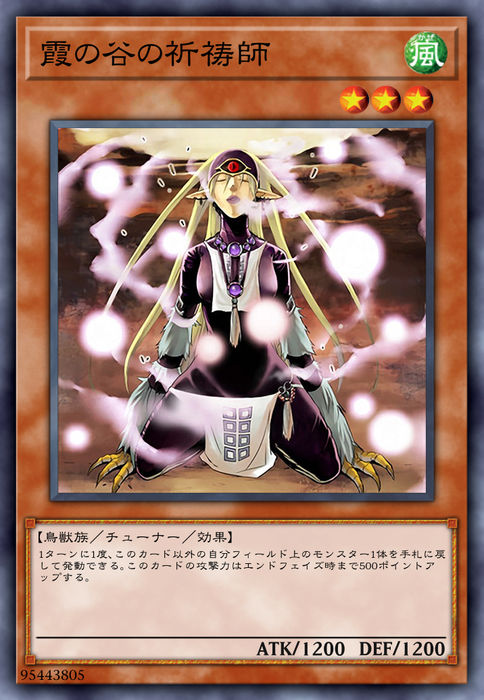 霞の谷の祈祷師
かぜ
風
【鳥獣族／チューナー／効果】
1ターンに1度、このカード以外の自分フィールド上のモンスター1体を手札に戻
して発動できる。このカードの攻撃力はエンドフェイズ時まで500ポイントア
ップする。
ATK/1200 DEF/1200
95443805